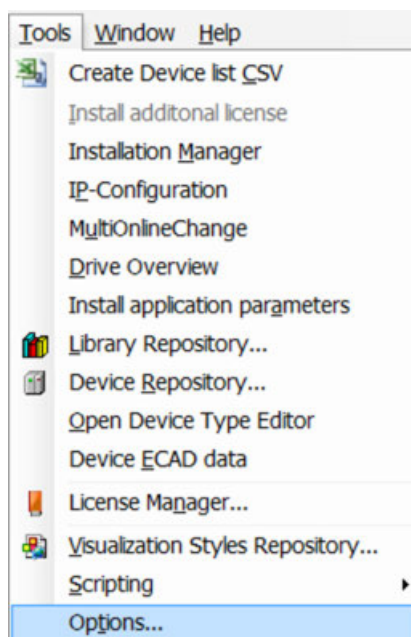 Tools Window Help
Create Device list CSV
Install additonal license
Installation Manager
IP-Configuration
MultiOnlineChange
Drive Overview
Install application parameters
Library Repository...
Device Repository...
Open Device Type Editor
Device ECAD data
License Manager...
Visualization Styles Repository...
Scripting
Options...